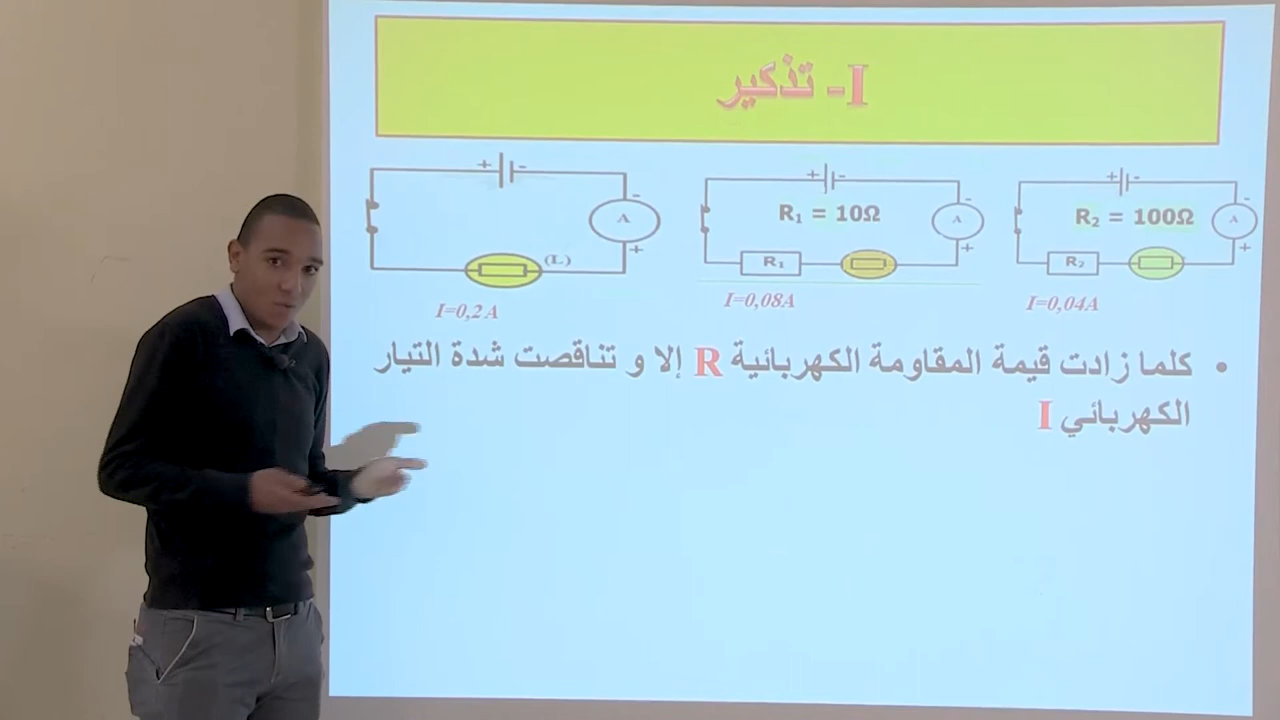 I- تذكير
+ -
A
-
+
(L)
I=0,2A
+ -
R₁ = 10Ω
A
-
+
R₁
I=0,08A
+ -
R₂ = 100Ω
A
-
+
R₂
I=0,04A
• كلما زادت قيمة المقاومة الكهربائية R إلا و تناقصت شدة التيار
الكهربائي I